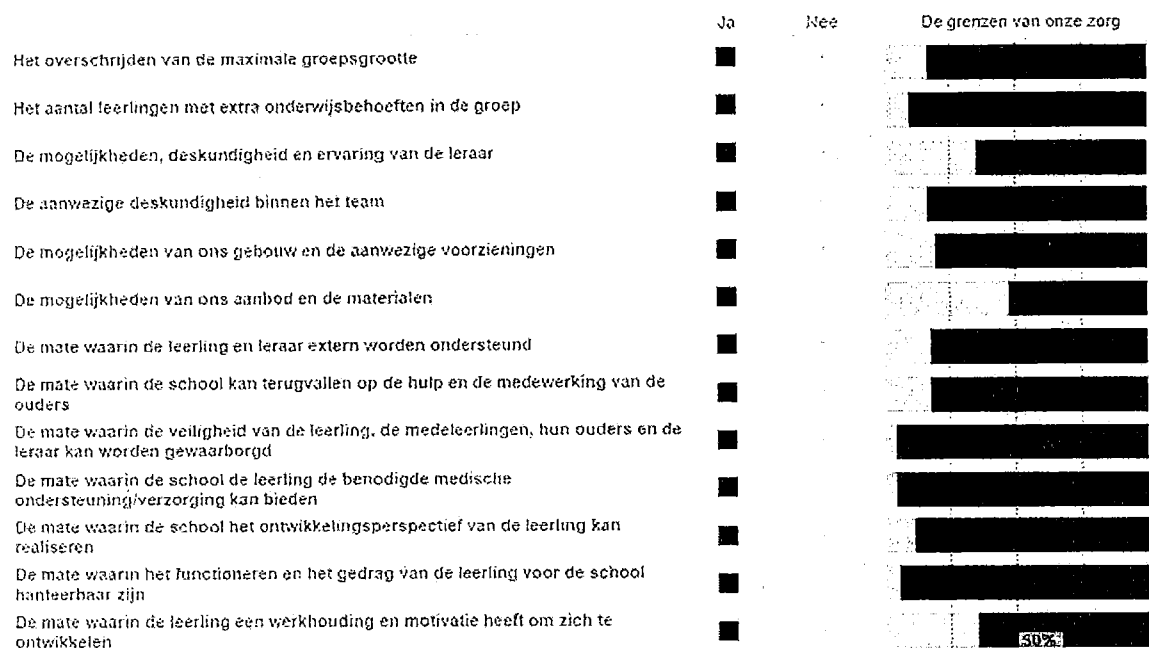 Ja Nee De grenzen van onze zorg
Het overschrijden van de maximale groepsgrootte
Het aantal leerlingen met extra onderwijsbehoeften in de groep
De mogelijkheden, deskundigheid en ervaring van de leraar
De aanwezige deskundigheid binnen het team
De mogelijkheden van ons gebouw en de aanwezige voorzieningen
De mogelijkheden van ons aanbod en de materialen
De mate waarin de leerling en leraar extern worden ondersteund
De mate waarin de school kan terugvallen op de hulp en de medewerking van de
ouders
De mate waarin de veiligheid van de leerling, de medeleerlingen, hun ouders en de
leraar kan worden gewaarborgd
De mate waarin de school de leerling de benodigde medische
ondersteuning/verzorging kan bieden
De mate waarin de school het ontwikkelingsperspectief van de leerling kan
realiseren
De mate waarin het functioneren en het gedrag van de leerling voor de school
hanteerbaar zijn
De mate waarin de leerling een werkhouding en motivatie heeft om zich te
ontwikkelen